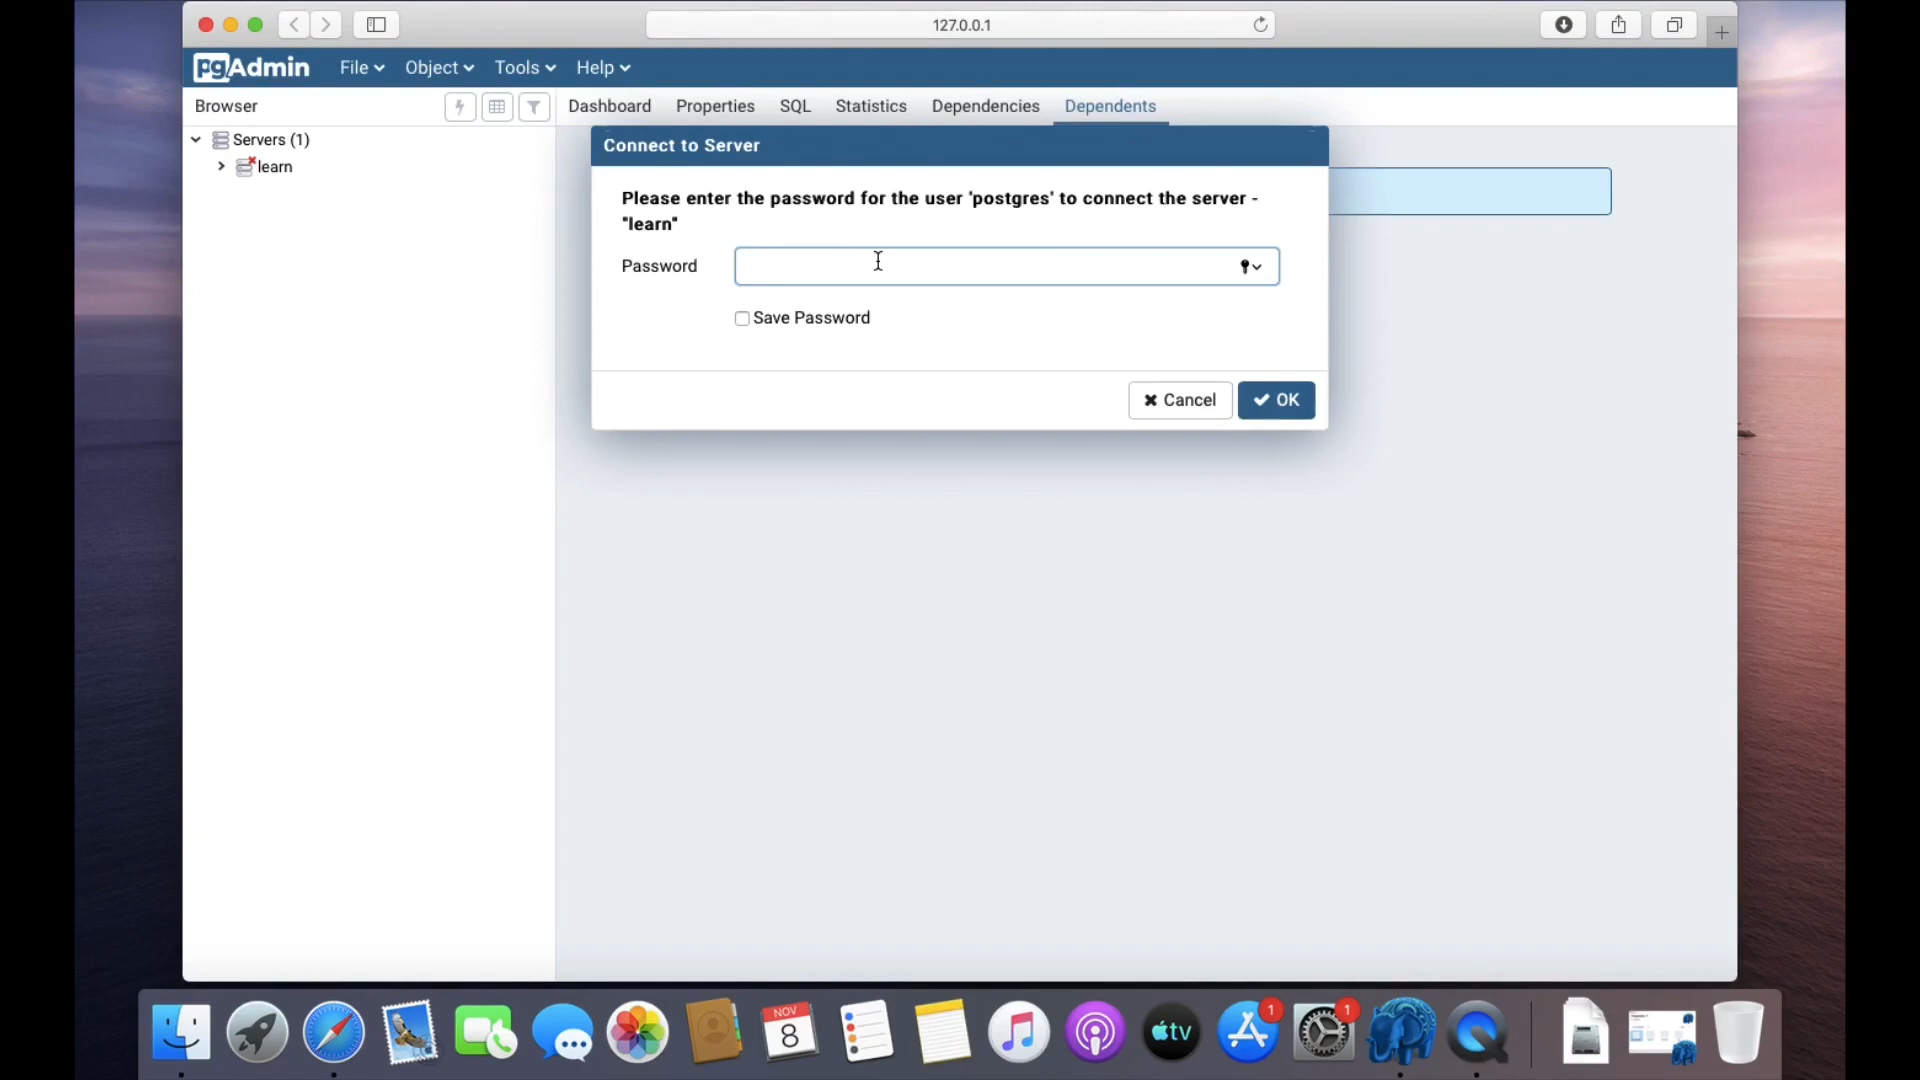 127.0.0.1
pgAdmin File Object Tools Help
Browser Dashboard Properties SQL Statistics Dependencies Dependents
Servers (1)
learn
Connect to Server
Please enter the password for the user 'postgres' to connect the server -
"learn"
Password
Save Password
Cancel OK
NOV
8
tv
1
1